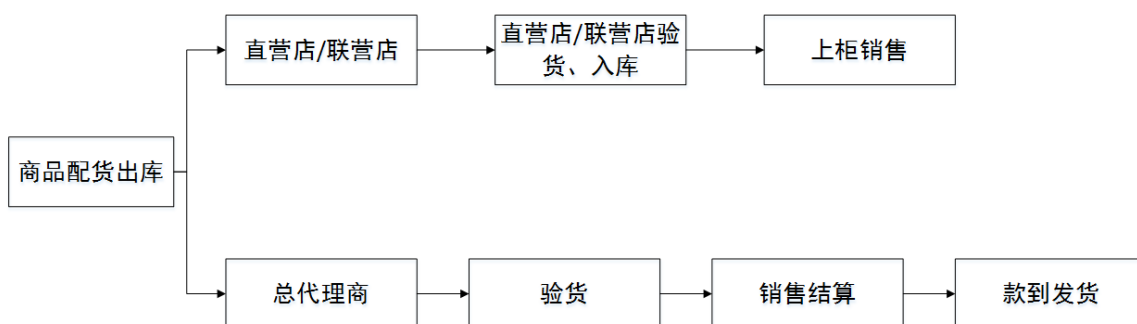 直营店/联营店
直营店/联营店验
货、入库
上柜销售
商品配货出库
总代理商
验货
销售结算
款到发货